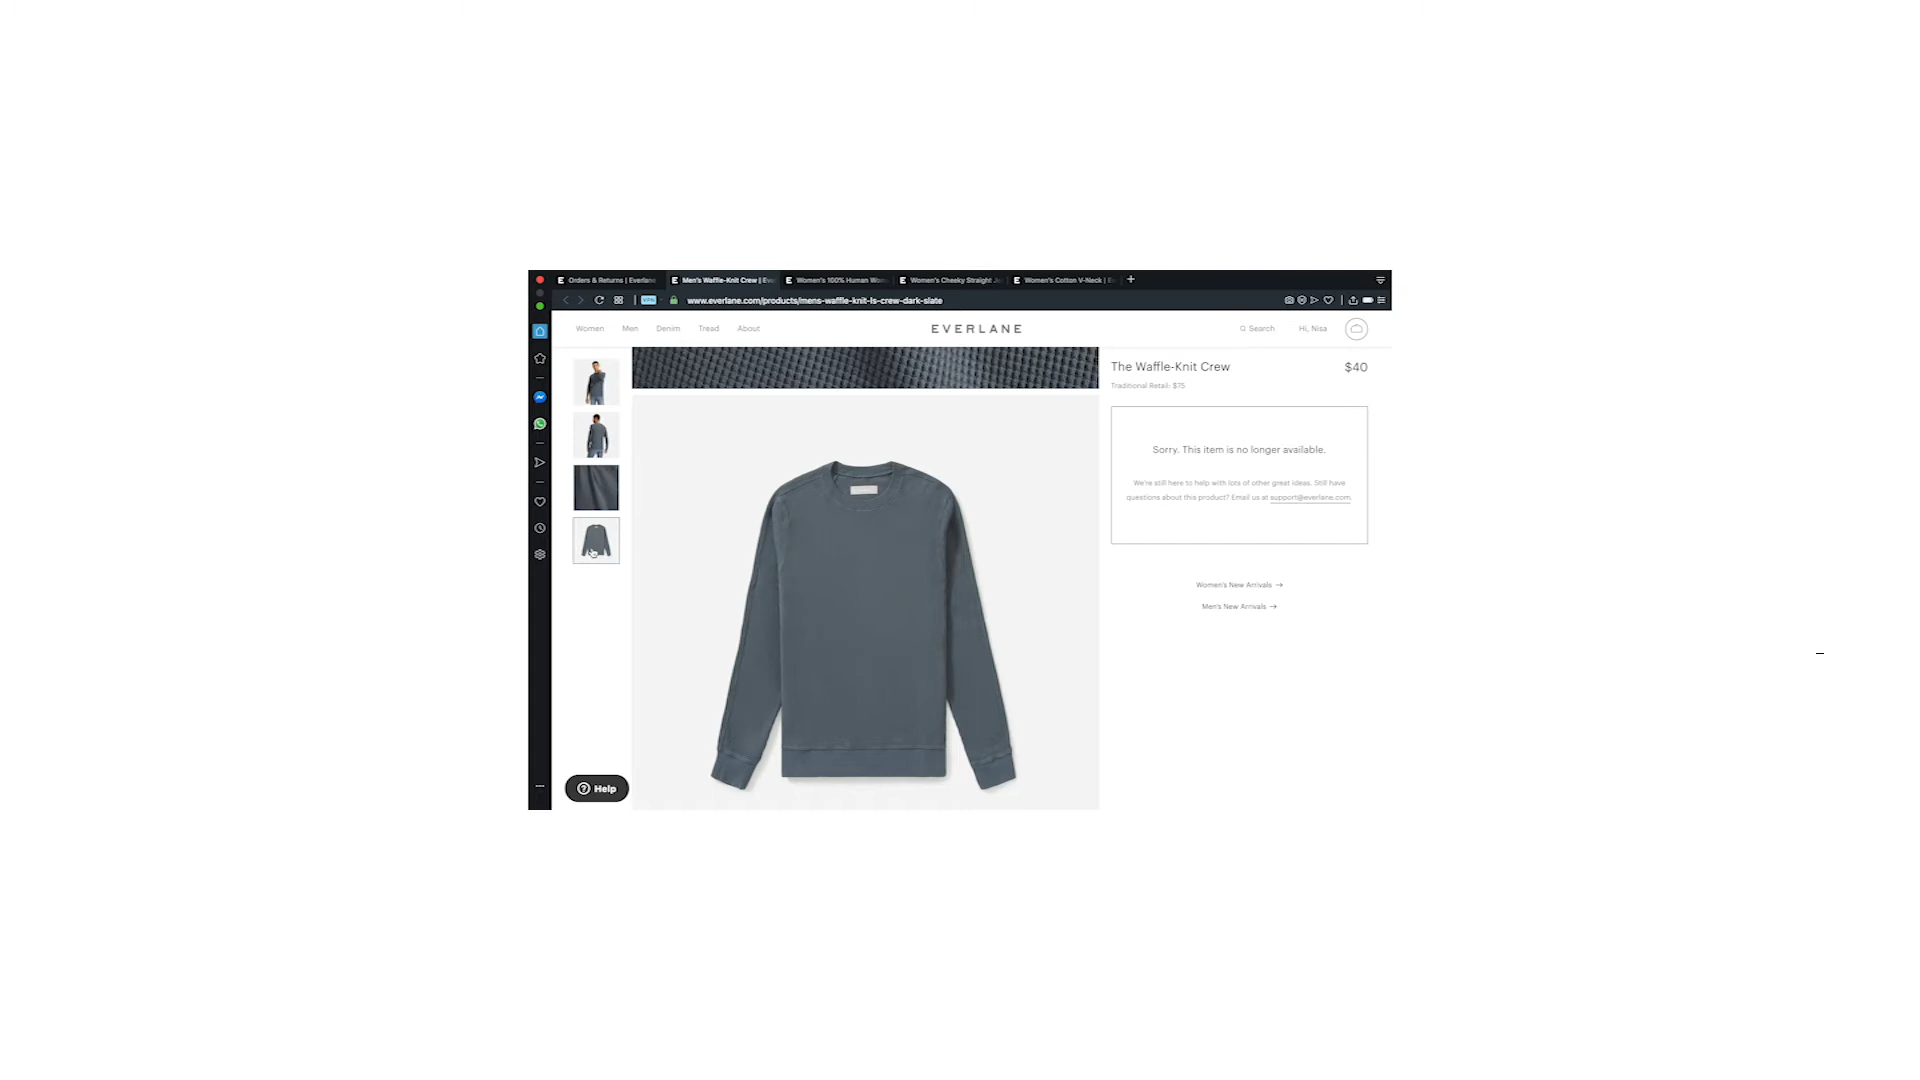 Orders & Returns | Everlane
Men's Waffle-Knit Crew | Ev
Women's 100% Human
Women's Cheeky Straight
Women's Cotton V-Neck |
VPN
www.everlane.com/products/mens-waffle-knit-ls-crew-dark-slate
Women
Men
Denim
Tread
About
EVERLANE
Search
Hi, Nisa
The Waffle-Knit Crew
$40
Traditional Retail: $75
Sorry. This item is no longer available.
We're still here to help with lots of other great ideas. Still have
questions about this product? Email us at support@everlane.com.
Women's New Arrivals →
Men's New Arrivals →
Help